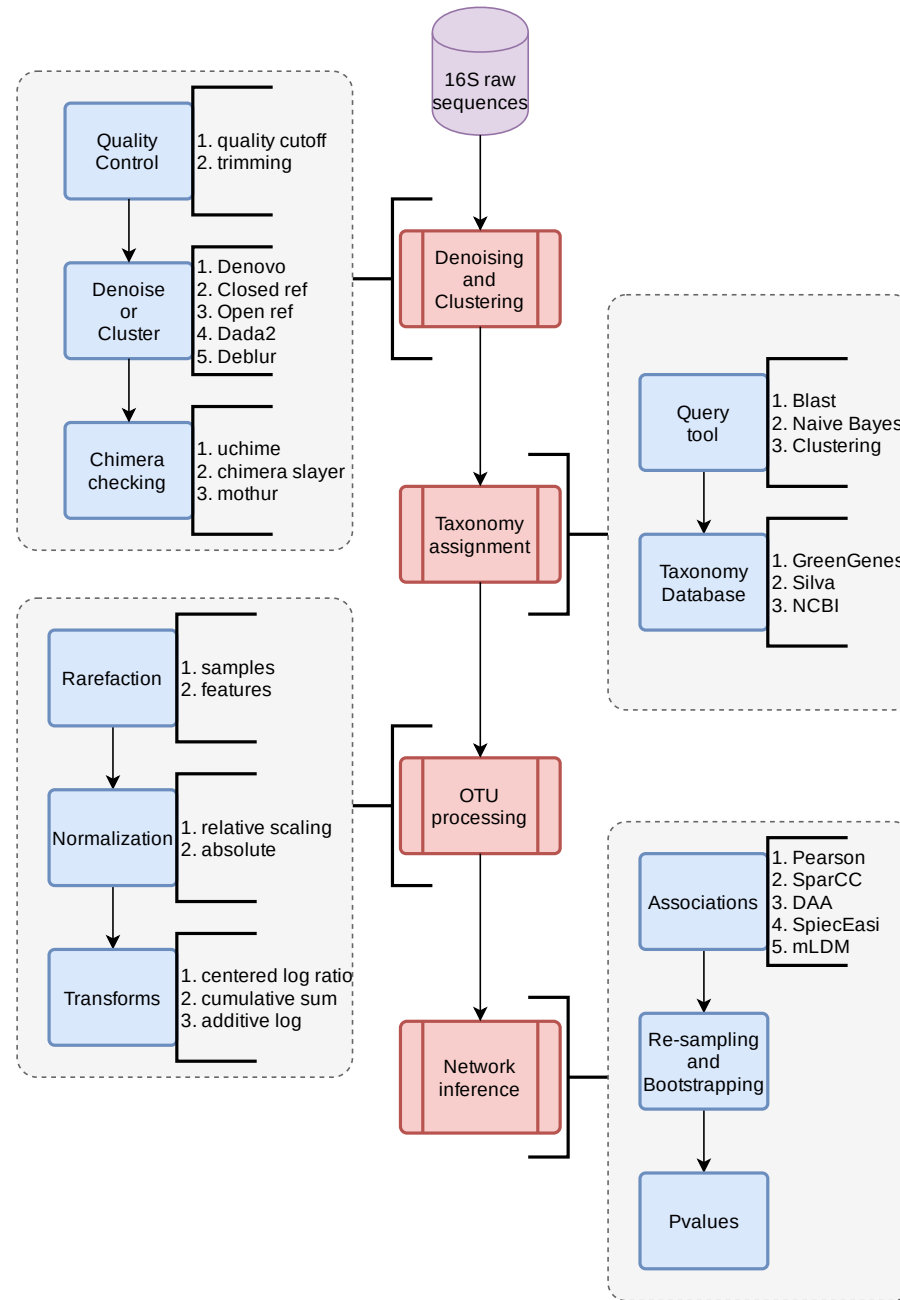 16S raw
sequences
Quality
Control
1. quality cutoff
2. trimming
Denoise
or
Cluster
1. Denovo
2. Closed ref
3. Open ref
4. Dada2
5. Deblur
Chimera
checking
1. uchime
2. chimera slayer
3. mothur
Denoising
and
Clustering
Query
tool
1. Blast
2. Naive Bayes
3. Clustering
Taxonomy
Database
1. GreenGenes
2. Silva
3. NCBI
Taxonomy
assignment
Rarefaction
1. samples
2. features
Normalization
1. relative scaling
2. absolute
Transforms
1. centered log ratio
2. cumulative sum
3. additive log
OTU
processing
Associations
1. Pearson
2. SparCC
3. DAA
4. SpiecEasi
5. mLDM
Re-sampling
and
Bootstrapping
Pvalues
Network
inference